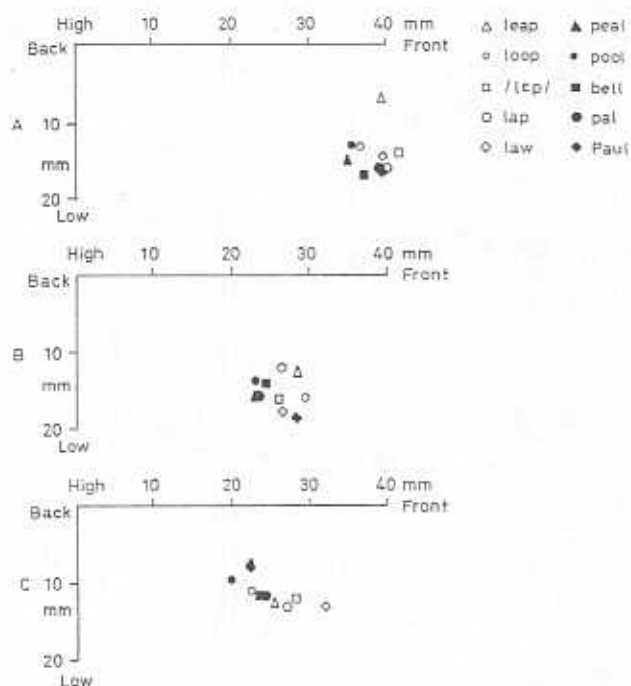 High 10 20 30 40 mm
Back Front
A 10
mm
20
Low
△ leap ▲ peal
○ loop • pool
□ /lɛp/ ■ bell
○ lap ● pal
◇ law ◆ Paul
High 10 20 30 40 mm
Back Front
B 10
mm
20
Low
High 10 20 30 40 mm
Back Front
C 10
mm
20
Low